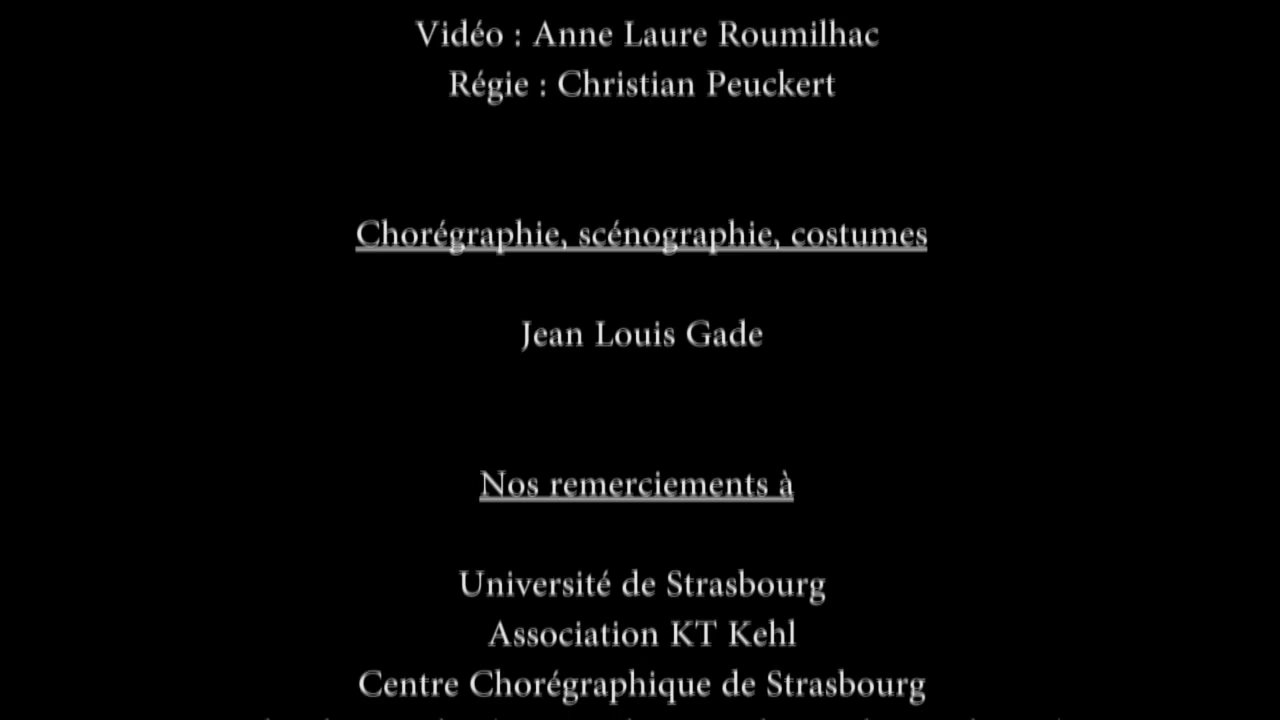 Vidéo : Anne Laure Roumilhac
Régie : Christian Peuckert
Chorégraphie, scénographie, costumes
Jean Louis Gade
Nos remerciements à
Université de Strasbourg
Association KT Kehl
Centre Chorégraphique de Strasbourg